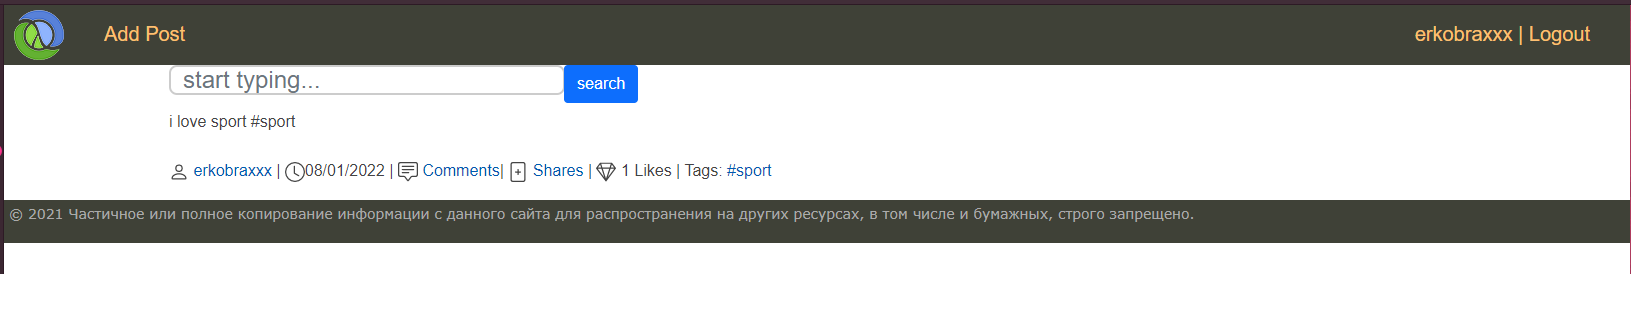 Add Post erkobraxxx | Logout
start typing... search
i love sport #sport
erkobraxxx | 08/01/2022 | Comments| Shares | 1 Likes | Tags: #sport
© 2021 Частичное или полное копирование информации с данного сайта для распространения на других ресурсах, в том числе и бумажных, строго запрещено.